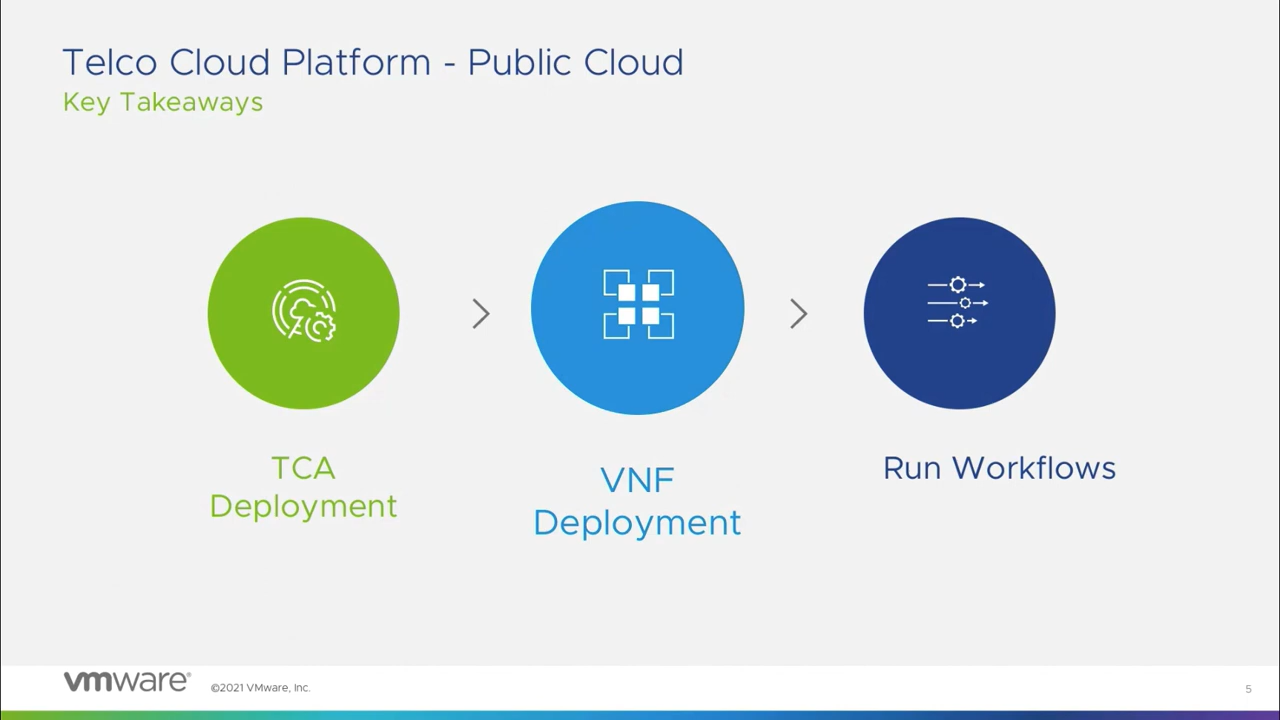 Telco Cloud Platform - Public Cloud
Key Takeaways
TCA
Deployment
VNF
Deployment
Run Workflows
vmware®
©2021 VMware, Inc.
5